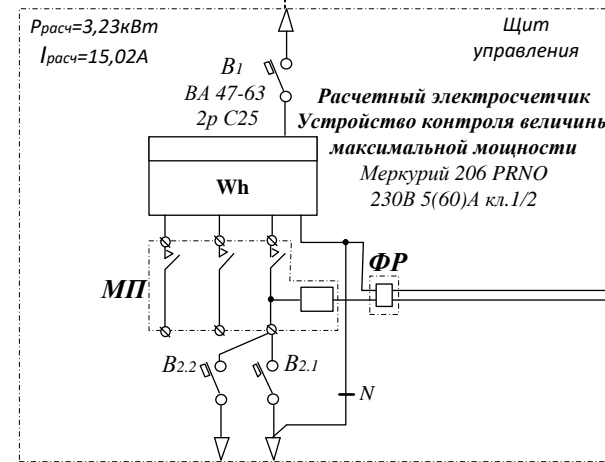 Pрасч=3,23кВт
Iрасч=15,02А
Щит
управления
В1
ВА 47-63
2р С25
Расчетный электросчетчик
Устройство контроля величины
максимальной мощности
Меркурий 206 PRNO
230В 5(60)А кл.1/2
Wh
МП
ФР
В2.2
В2.1
N